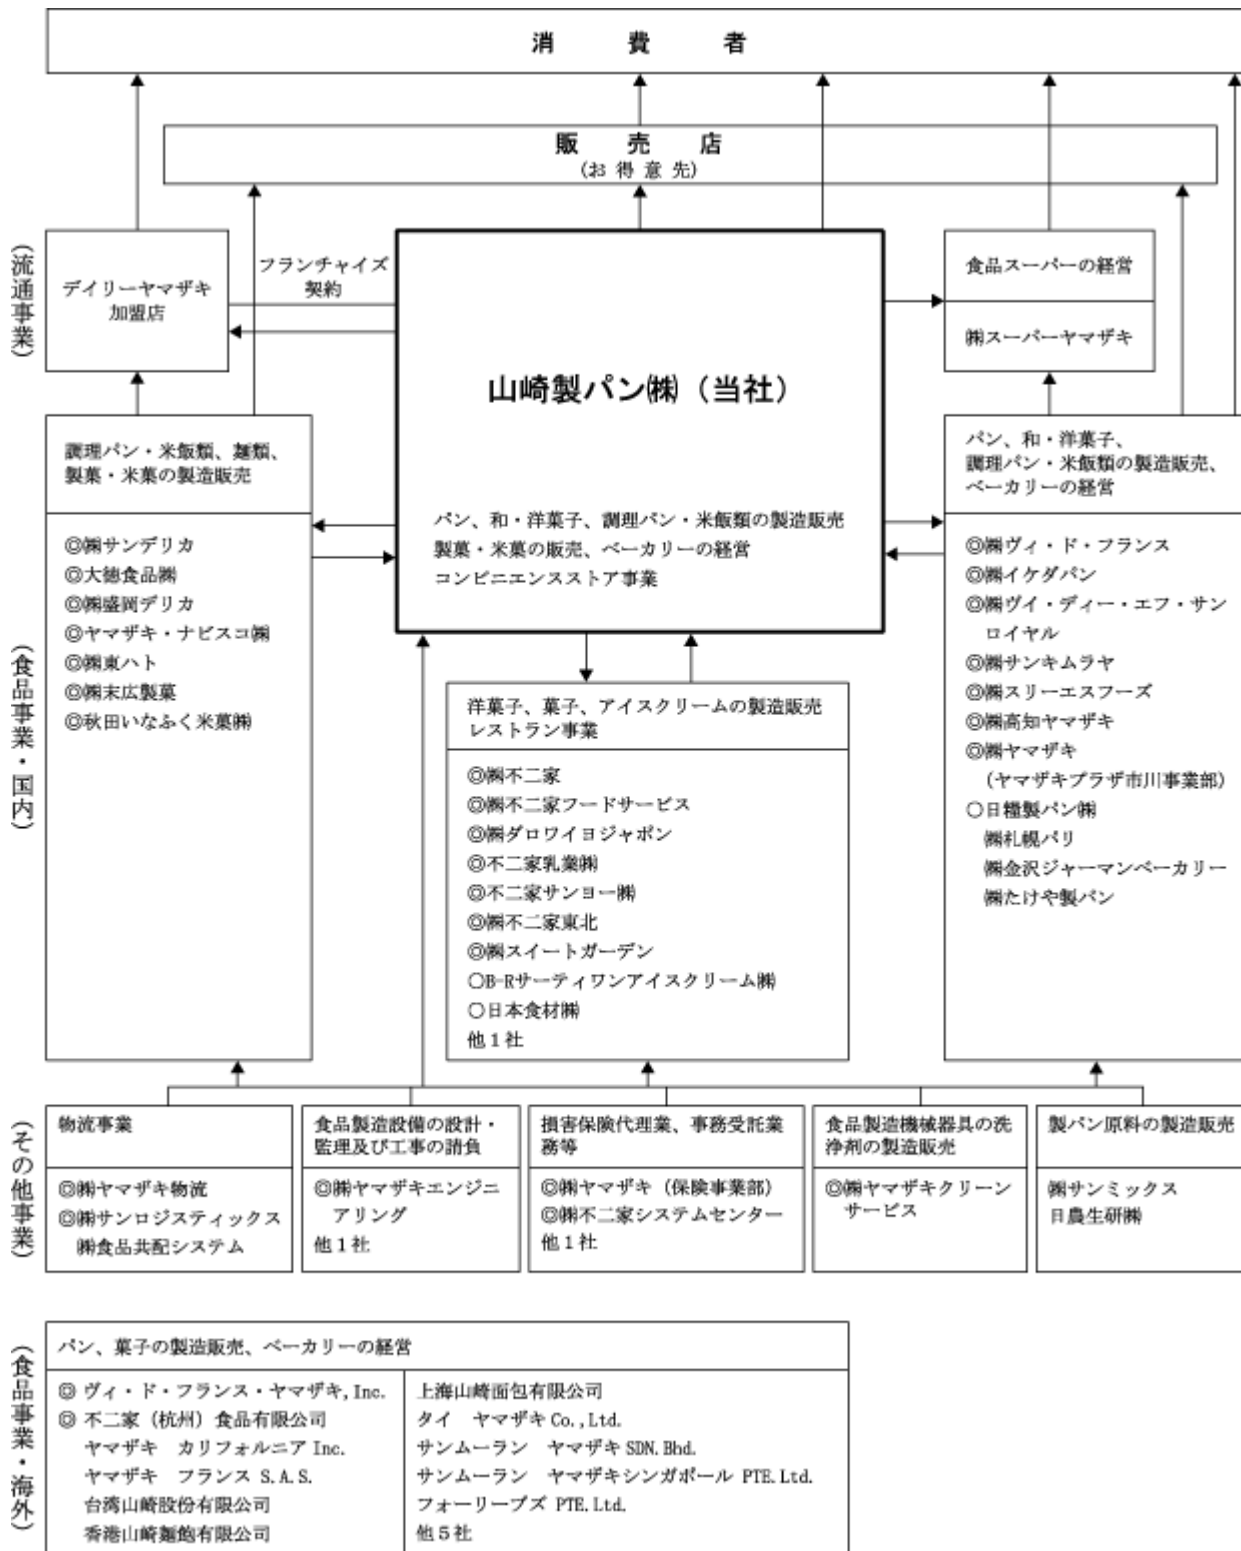 消費者
販売店
(お得意先)
(流通事業)
デイリーヤマザキ
加盟店
フランチャイズ
契約
山崎製パン㈱（当社）
パン、和・洋菓子、調理パン・米飯類の製造販売
製菓・米菓の販売、ベーカリーの経営
コンビニエンスストア事業
食品スーパーの経営
㈱スーパーヤマザキ
(食品事業・国内)
調理パン・米飯類、麺類、
製菓・米菓の製造販売
◎㈱サンデリカ
◎大徳食品㈱
◎㈱盛岡デリカ
◎ヤマザキ・ナビスコ㈱
◎㈱東ハト
◎㈱末広製菓
◎秋田いなふく米菓㈱
洋菓子、菓子、アイスクリームの製造販売
レストラン事業
◎㈱不二家
◎㈱不二家フードサービス
◎㈱ダロワイヨジャポン
◎不二家乳業㈱
◎不二家サンヨー㈱
◎㈱不二家東北
◎㈱スイートガーデン
○B-Rサーティワンアイスクリーム㈱
○日本食材㈱
他１社
パン、和・洋菓子、
調理パン・米飯類の製造販売、
ベーカリーの経営
◎㈱ヴィ・ド・フランス
◎㈱イケダパン
◎㈱ヴイ・ディー・エフ・サン
ロイヤル
◎㈱サンキムラヤ
◎㈱スリーエスフーズ
◎㈱高知ヤマザキ
◎㈱ヤマザキ
(ヤマザキプラザ市川事業部)
○日糧製パン㈱
㈱札幌パリ
㈱金沢ジャーマンベーカリー
㈱たけや製パン
(その他事業)
物流事業
◎㈱ヤマザキ物流
◎㈱サンロジスティックス
㈱食品共配システム
食品製造設備の設計・
監理及び工事の請負
◎㈱ヤマザキエンジニ
アリング
他１社
損害保険代理業、事務受託業
務等
◎㈱ヤマザキ（保険事業部）
◎㈱不二家システムセンター
他１社
食品製造機械器具の洗
浄剤の製造販売
◎㈱ヤマザキクリーン
サービス
製パン原料の製造販売
㈱サンミックス
日農生研㈱
(食品事業・海外)
パン、菓子の製造販売、ベーカリーの経営
◎ ヴィ・ド・フランス・ヤマザキ, Inc.
◎ 不二家（杭州）食品有限公司
ヤマザキ　カリフォルニア Inc.
ヤマザキ　フランス S.A.S.
台湾山崎股份有限公司
香港山崎麵飽有限公司
上海山崎面包有限公司
タイ　ヤマザキ Co., Ltd.
サンムーラン　ヤマザキ SDN. Bhd.
サンムーラン　ヤマザキシンガポール PTE. Ltd.
フォーリーブズ PTE. Ltd.
他５社